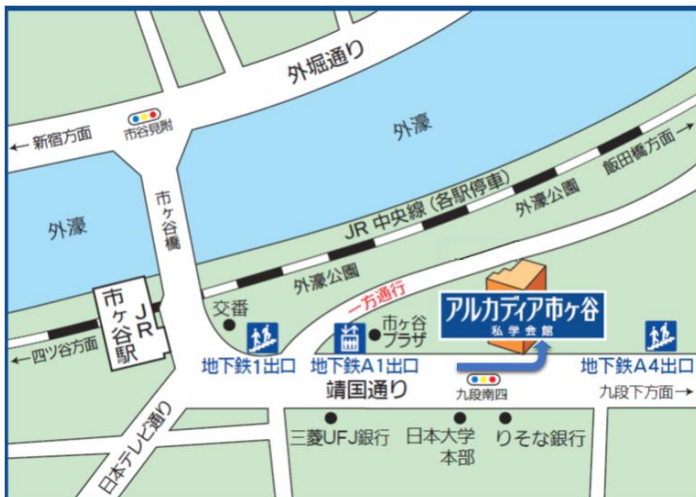 外堀通り
←新宿方面
市谷見附
外濠
飯田橋方面→
外濠
市ヶ谷橋
JR 中央線（各駅停車）
外濠公園
外濠公園
一方通行
アルカディア市ヶ谷
私学会館
JR
市ヶ谷駅
交番
市ヶ谷
プラザ
←四ツ谷方面
地下鉄1出口
地下鉄A1出口
地下鉄A4出口
靖国通り
九段南四
九段下方面→
日本テレビ通り
三菱UFJ銀行
日本大学
本部
りそな銀行